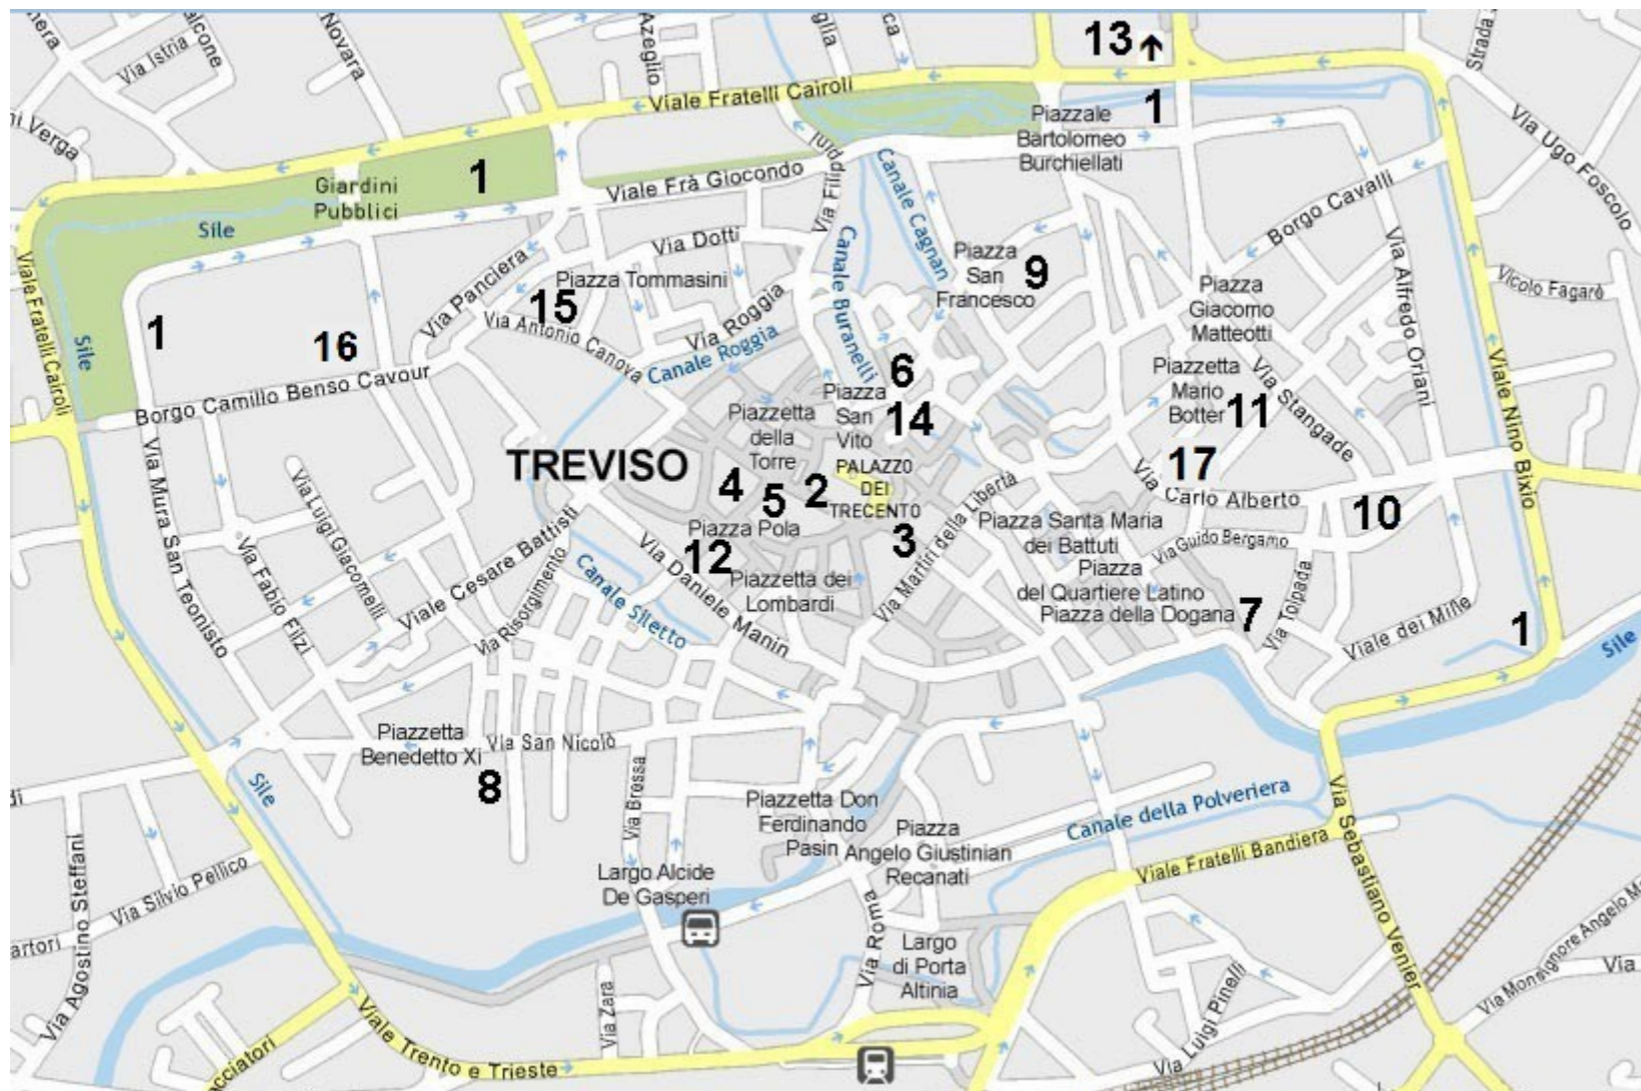 13
Viale Fratelli Cairoli
Azeglio
Novara
Via Istria
Strada
Via Ugo Foscolo
1
Piazzale
Bartolomeo
Burchiellati
1
Giardini
Pubblici
Viale Frà Giocondo
Canale Cagnan
Borgo Cavalli
Sile
Via Dotti
Piazza
San
Francesco
9
Via Alfredo Oriani
Viale Fratelli Cairoli
Via Panciera
Piazza Tommasini
Canale Buranelli
Piazza
Giacomo
Matteotti
Vicolo Fagarè
15
Via Antonio Canova
Via Roggia
Canale Roggia
1
16
Sile
Borgo Camillo Benso Cavour
6
Piazza
San
Vito
14
Piazzetta
Mario
Botter
11
Via Stangade
Viale Nino Bixio
Piazzetta
della
Torre
TREVISO
4
5
2
PALAZZO
DEI
TRECENTO
3
17
Via Carlo Alberto
10
Via Mura San Teonisto
Via Luigi Giacomelli
Via Fabio Filzi
Viale Cesare Battisti
Piazza Pola
12
Via Daniele Manin
Piazzetta dei
Lombardi
Via Martiri della Libertà
Piazza Santa Maria
dei Battuti
Via Guido Bergamo
Piazza
del Quartiere Latino
Piazza della Dogana
7
Via Tolpada
Viale dei Mille
1
Sile
Via Risorgimento
Canale Siletto
Piazzetta
Benedetto Xi
Via San Nicolò
8
Sile
Via Bressa
Piazzetta Don
Ferdinando
Pasin
Piazza
Angelo Giustinian
Recanati
Canale della Polveriera
Viale Fratelli Bandiera
Via Sebastiano Venier
Via Agostino Steffani
Via Silvio Pellico
artori
Largo Alcide
De Gasperi
Via Roma
Largo
di Porta
Altinia
Via Zara
Via Luigi Pinelli
Via Monsignore Angelo M
Via
Viale Trento e Trieste
cciatori